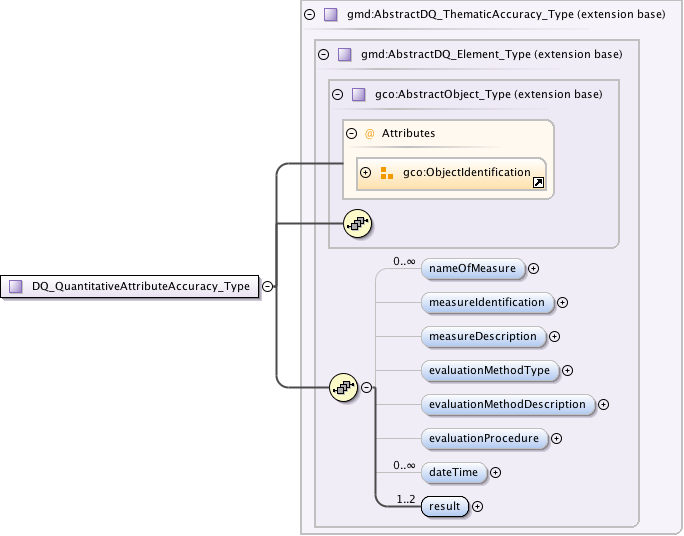 gmd:AbstractDQ_ThematicAccuracy_Type (extension base)
gmd:AbstractDQ_Element_Type (extension base)
gco:AbstractObject_Type (extension base)
@ Attributes
gco:ObjectIdentification
DQ_QuantitativeAttributeAccuracy_Type
0..∞ nameOfMeasure
measureIdentification
measureDescription
evaluationMethodType
evaluationMethodDescription
evaluationProcedure
0..∞ dateTime
1..2 result